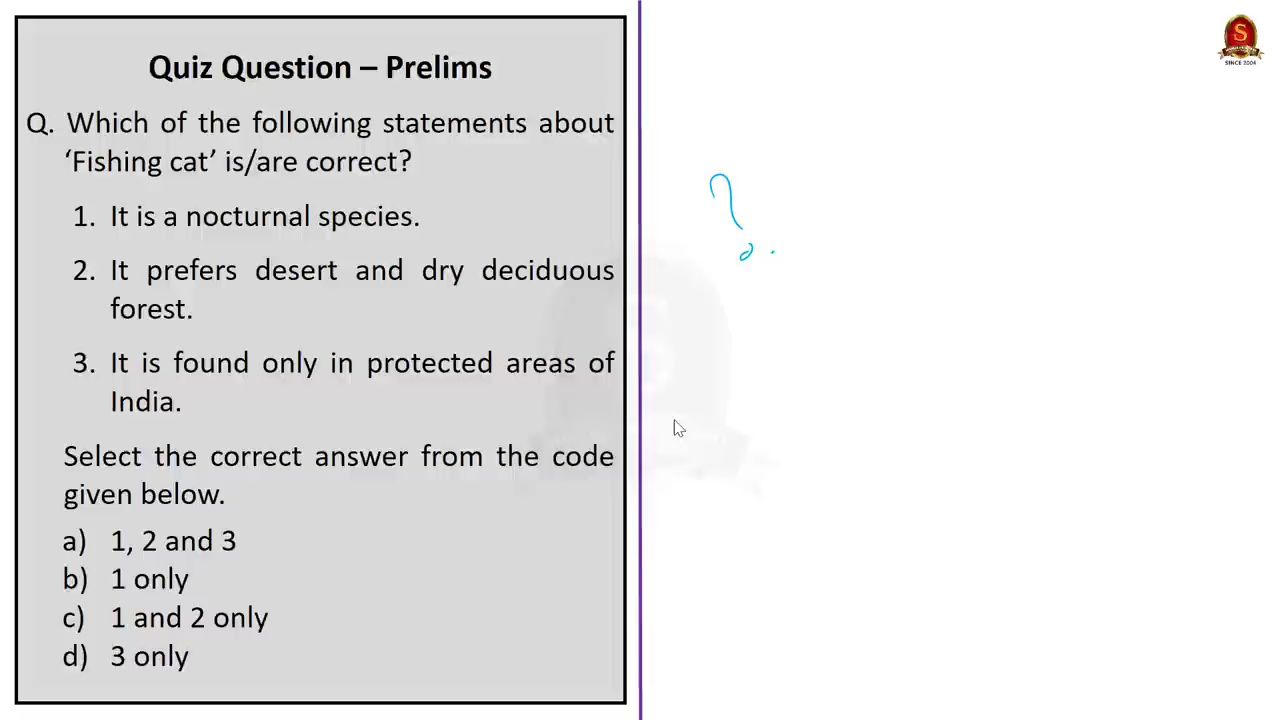 S
SINCE 2004
Quiz Question – Prelims
Q. Which of the following statements about
‘Fishing cat’ is/are correct?
1. It is a nocturnal species.
2. It prefers desert and dry deciduous
forest.
3. It is found only in protected areas of
India.
Select the correct answer from the code
given below.
a) 1, 2 and 3
b) 1 only
c) 1 and 2 only
d) 3 only